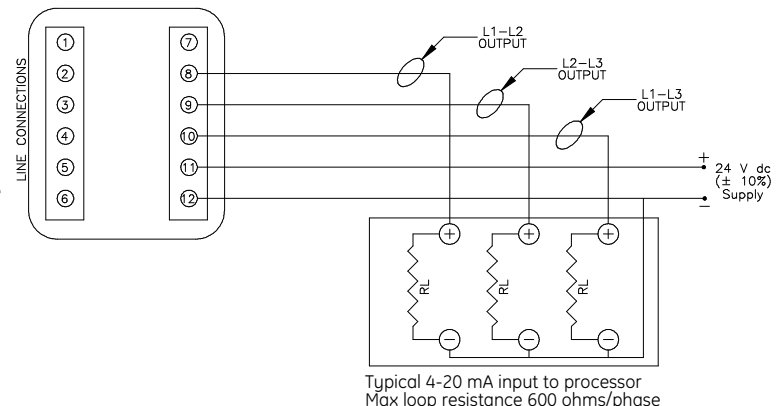 LINE CONNECTIONS
1
2
3
4
5
6
7
8
9
10
11
12
L1-L2
OUTPUT
L2-L3
OUTPUT
L1-L3
OUTPUT
+
24 V dc
(± 10%)
Supply
–
+
+
+
RL
RL
RL
–
–
–
Typical 4-20 mA input to processor
Max loop resistance 600 ohms/phase